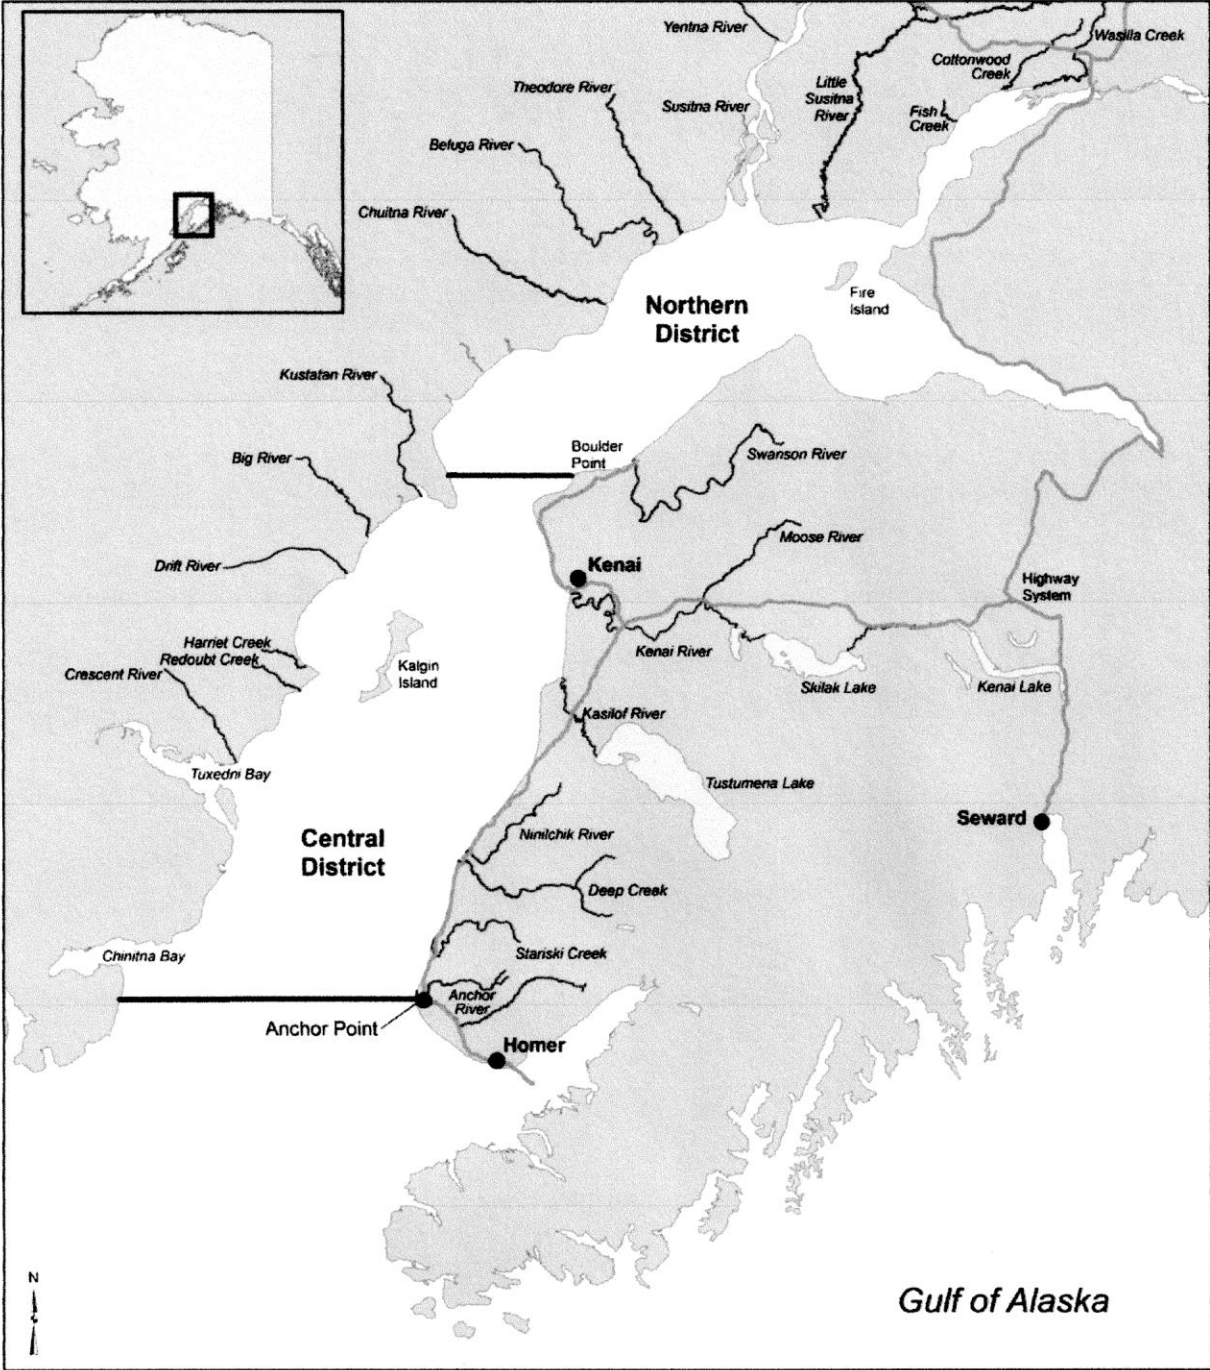 Yentna River
Wasilla Creek
Cottonwood
Creek
Theodore River
Little
Susitna
River
Susitna River
Fish
Creek
Beluga River
Chuitna River
Northern
District
Fire
Island
Kustatan River
Boulder
Point
Swanson River
Big River
Moose River
Drift River
Kenai
Highway
System
Harriet Creek
Redoubt Creek
Crescent River
Kenai River
Kalgin
Island
Skilak Lake
Kenai Lake
Kasilof River
Tuxedni Bay
Tustumena Lake
Seward
Central
District
Ninilchik River
Deep Creek
Chinitna Bay
Stariski Creek
Anchor
River
Anchor Point
Homer
N
Gulf of Alaska